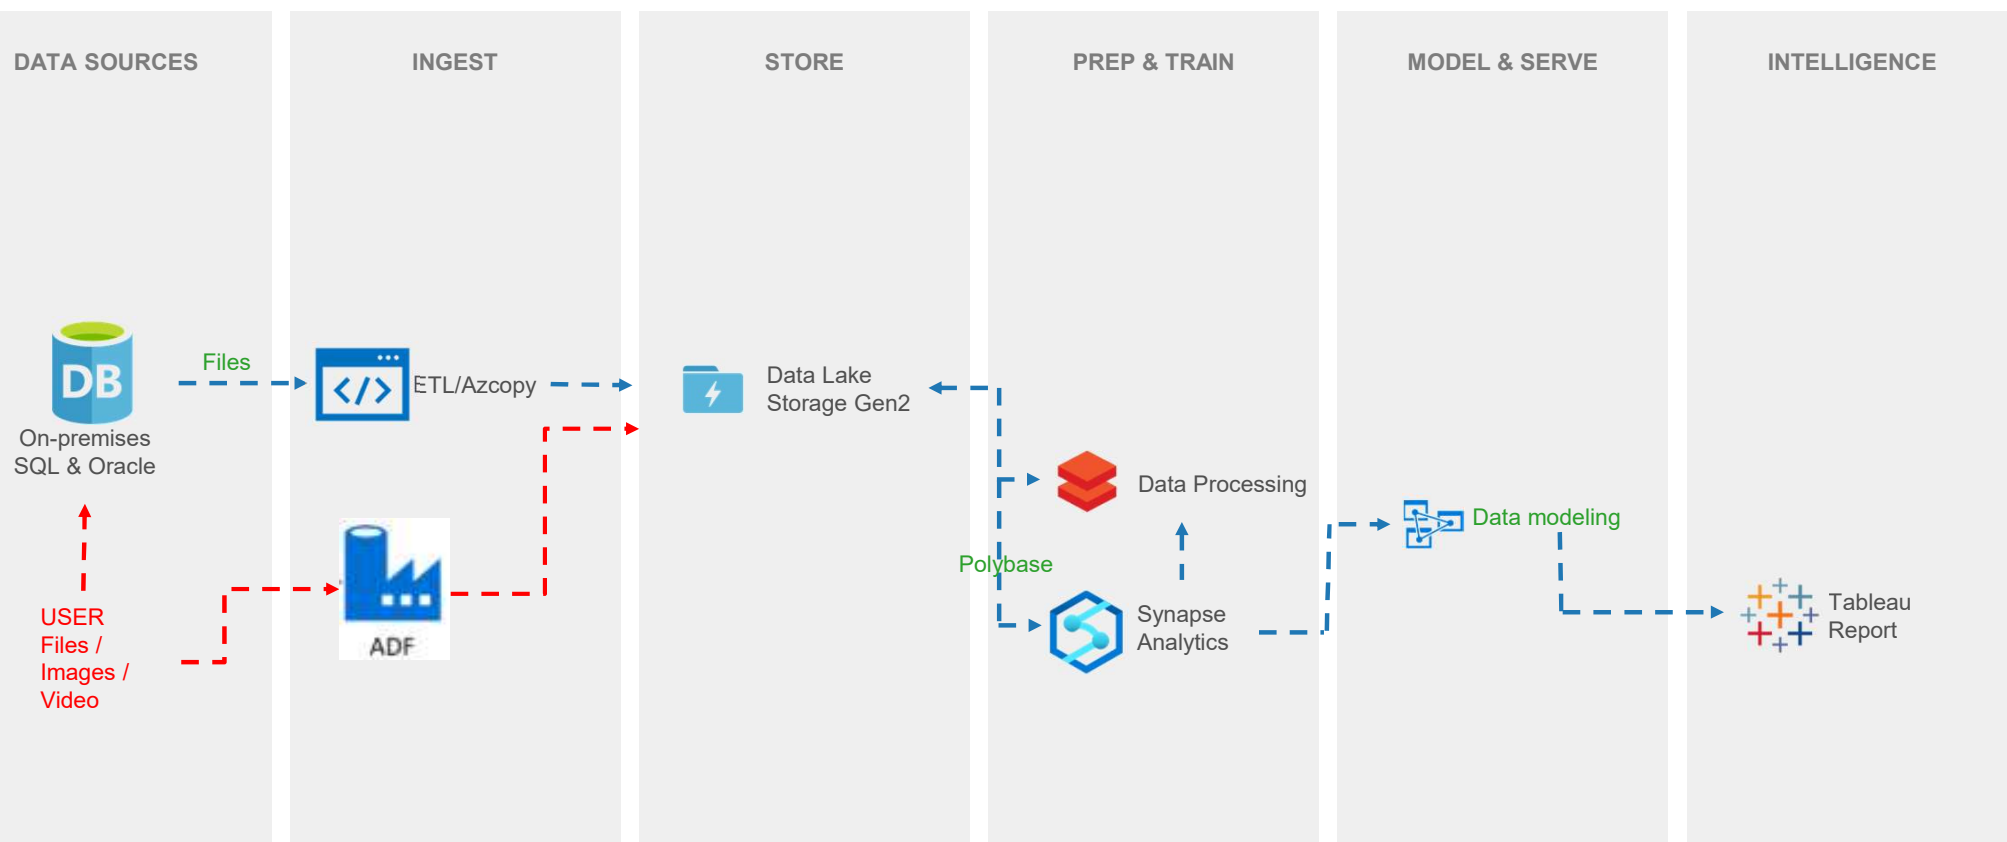 DATA SOURCES
INGEST
STORE
PREP & TRAIN
MODEL & SERVE
INTELLIGENCE
DB
On-premises
SQL & Oracle
USER
Files /
Images /
Video
Files
</>
ETL/Azcopy
ADF
Data Lake
Storage Gen2
Data Processing
Polybase
Synapse
Analytics
Data modeling
Tableau
Report